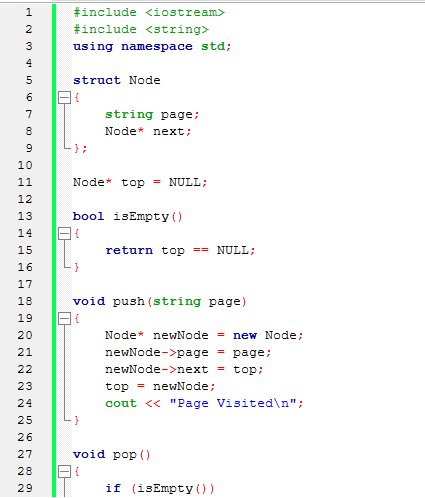 1 #include <iostream>
2 #include <string>
3 using namespace std;
4
5 struct Node
6 {
7 string page;
8 Node* next;
9 };
10
11 Node* top = NULL;
12
13 bool isEmpty()
14 {
15 return top == NULL;
16 }
17
18 void push(string page)
19 {
20 Node* newNode = new Node;
21 newNode->page = page;
22 newNode->next = top;
23 top = newNode;
24 cout << "Page Visited\n";
25 }
26
27 void pop()
28 {
29 if (isEmpty())